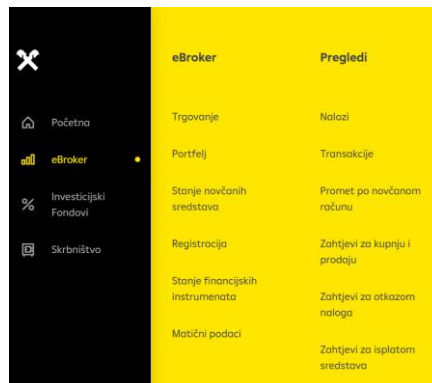 Početna
eBroker
Investicijski
Fondovi
Skrbništvo
eBroker
Trgovanje
Portfelj
Stanje novčanih
sredstava
Registracija
Stanje financijskih
instrumenata
Matični podaci
Pregledi
Nalozi
Transakcije
Promet po novčanom
računu
Zahtjevi za kupnju i
prodaju
Zahtjevi za otkazom
naloga
Zahtjevi za isplatom
sredstava